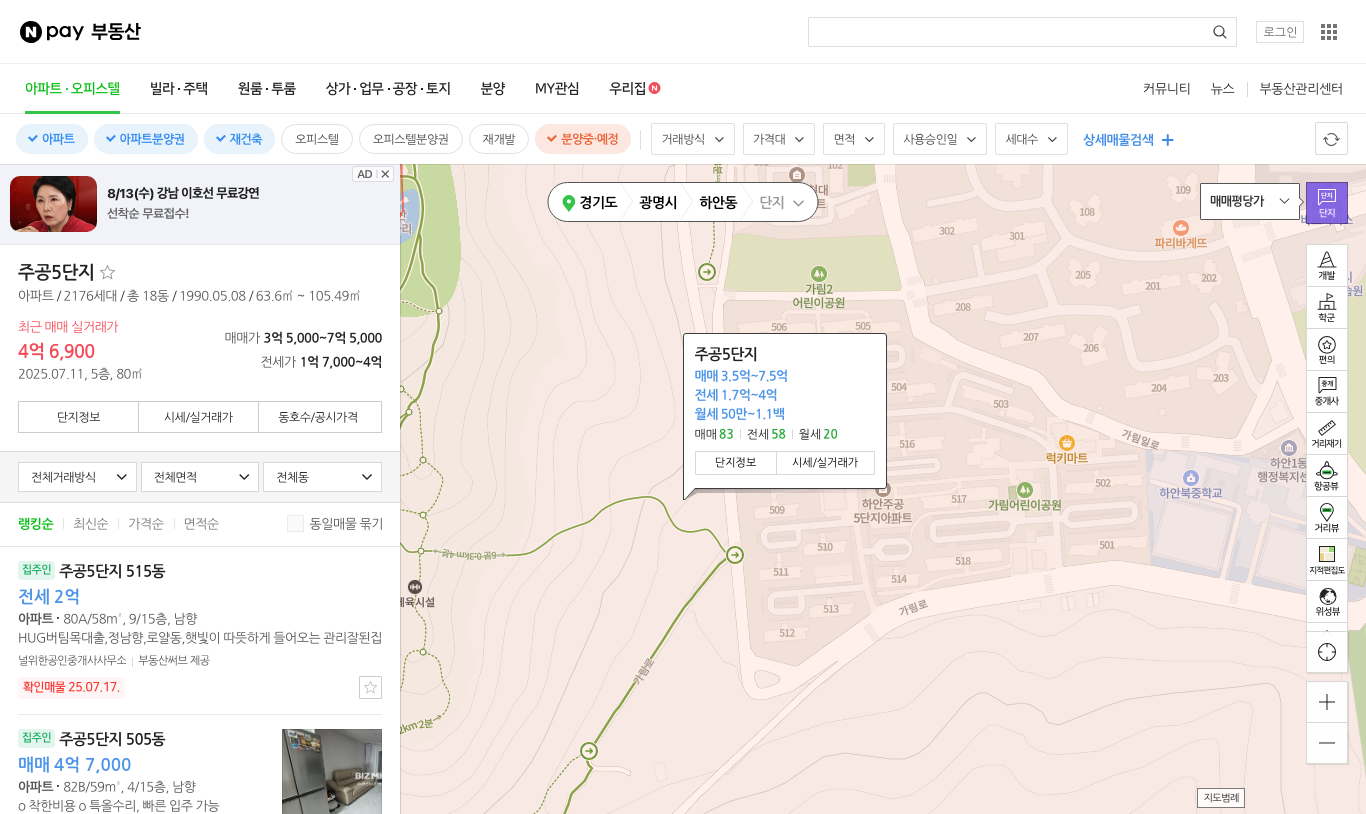 N pay 부동산
로그인
아파트 · 오피스텔
빌라 · 주택
원룸 · 투룸
상가 · 업무 · 공장 · 토지
분양
MY관심
우리집 N
커뮤니티
뉴스
부동산관리센터
아파트
아파트분양권
재건축
오피스텔
오피스텔분양권
재개발
분양중·예정
거래방식
가격대
면적
사용승인일
세대수
상세매물검색
AD
8/13(수) 강남 이호선 무료강연
선착순 무료접수!
주공5단지
아파트 / 2176세대 / 총 18동 / 1990.05.08 / 63.6㎡ ~ 105.49㎡
최근 매매 실거래가
4억 6,900
2025.07.11, 5층, 80㎡
매매가 3억 5,000~7억 5,000
전세가 1억 7,000~4억
단지정보
시세/실거래가
동호수/공시가격
전체거래방식
전체면적
전체동
랭킹순
최신순
가격순
면적순
동일매물 묶기
집주인 주공5단지 515동
전세 2억
아파트 · 80A/58m², 9/15층, 남향
HUG버팀목대출,정남향,로얄동,햇빛이 따뜻하게 들어오는 관리잘된집
널위한공인중개사사무소
부동산써브 제공
확인매물 25.07.17.
집주인 주공5단지 505동
매매 4억 7,000
아파트 · 82B/59m², 4/15층, 남향
o 착한비용 o 특올수리, 빠른 입주 가능
경기도
광명시
하안동
단지
매매평당가
단지
단지
개발
학군
편의
중개
중개사
거리재기
항공뷰
거리뷰
지적편집도
위성뷰
지도범례
109
108
파리바게뜨
302
301
205
201
202
208
207
206
204
203
가림2
어린이공원
506
505
504
503
516
가림일로
럭키마트
하안북중학교
하안1동
행정복지센
가림어린이공원
하안주공
5단지아파트
509
510
511
502
501
514
518
513
512
가림로
가림로
체육시설
2km·2분
주공5단지
매매 3.5억~7.5억
전세 1.7억~4억
월세 50만~1.1백
매매 83
전세 58
월세 20
단지정보
시세/실거래가